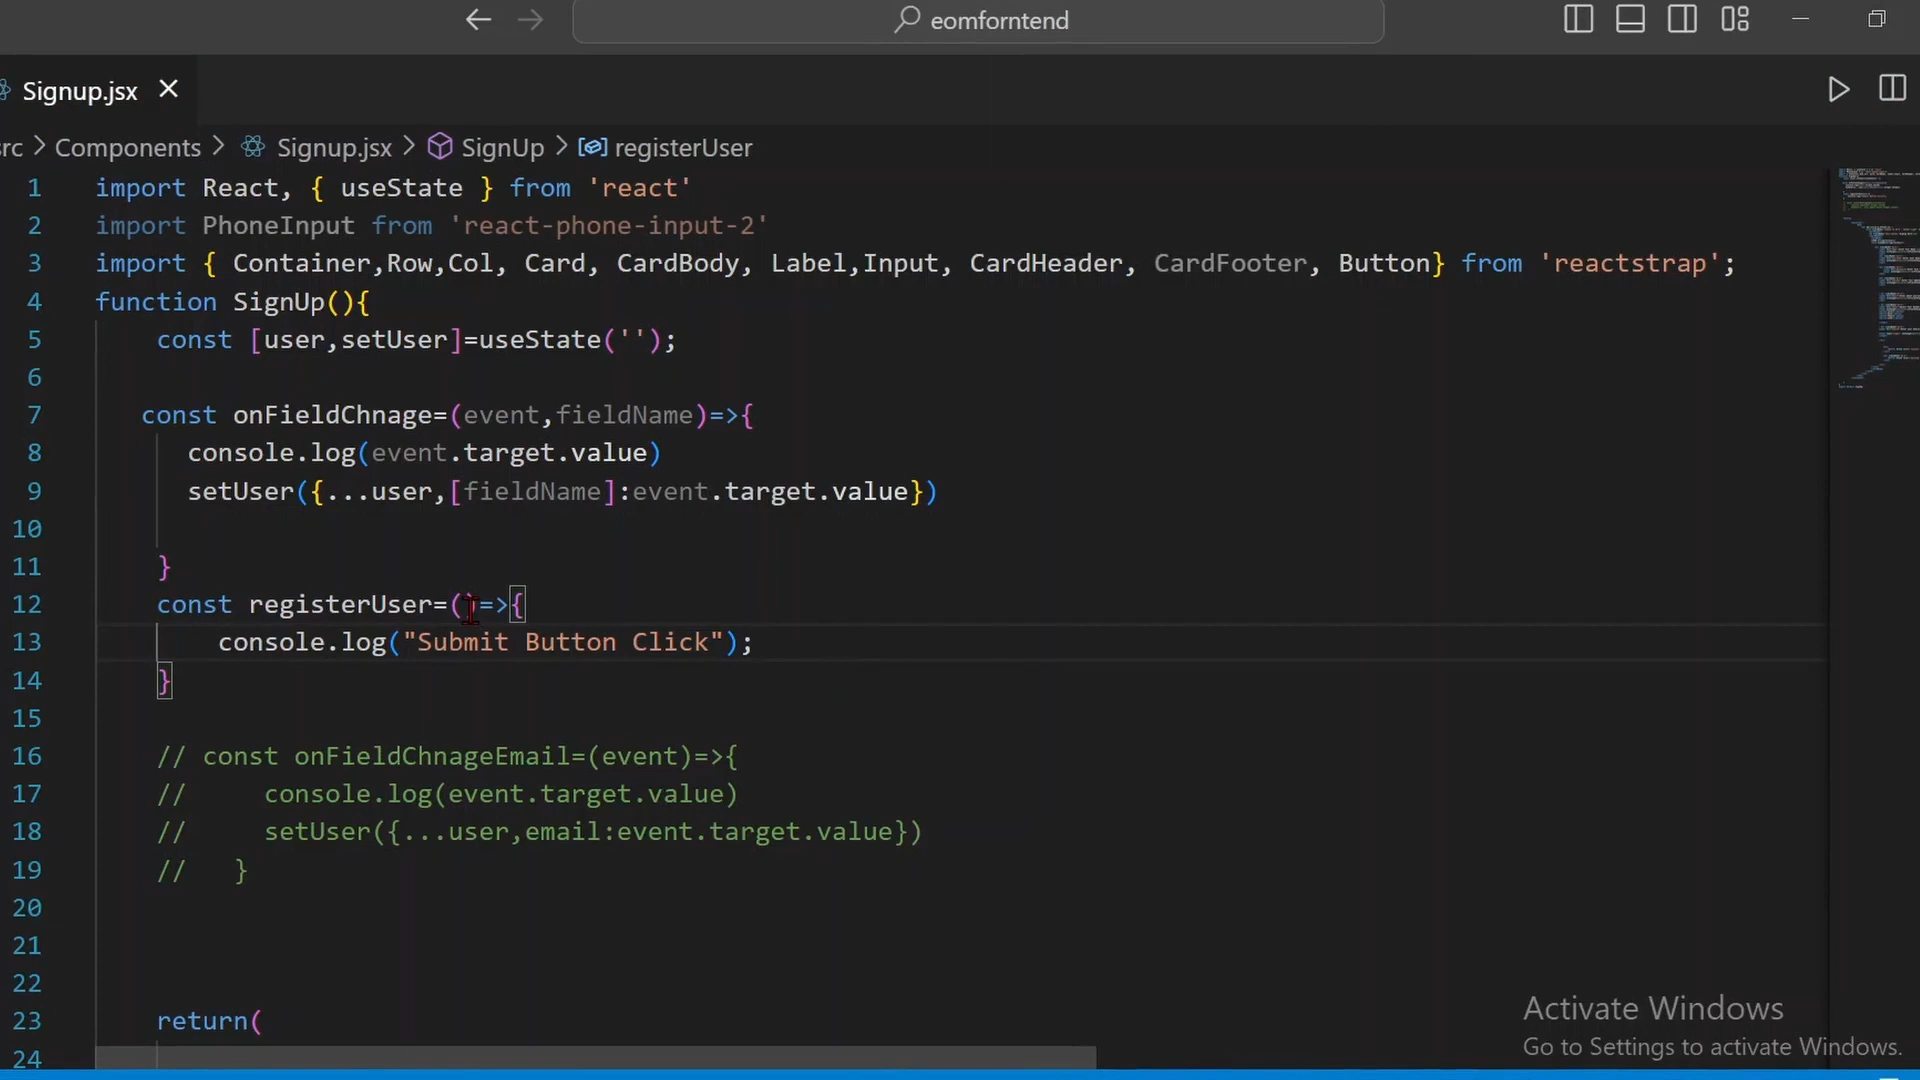 eomforntend
Signup.jsx
src > Components > Signup.jsx > SignUp > registerUser
1 import React, { useState } from 'react'
2 import PhoneInput from 'react-phone-input-2'
3 import { Container,Row,Col, Card, CardBody, Label,Input, CardHeader, CardFooter, Button} from 'reactstrap';
4 function SignUp(){
5 const [user,setUser]=useState('');
6
7 const onFieldChnage=(event,fieldName)=>{
8 console.log(event.target.value)
9 setUser({...user,[fieldName]:event.target.value})
10
11 }
12 const registerUser=()=>{
13 console.log("Submit Button Click");
14 }
15
16 // const onFieldChnageEmail=(event)=>{
17 // console.log(event.target.value)
18 // setUser({...user,email:event.target.value})
19 // }
20
21
22
23 return(
24
Activate Windows
Go to Settings to activate Windows.